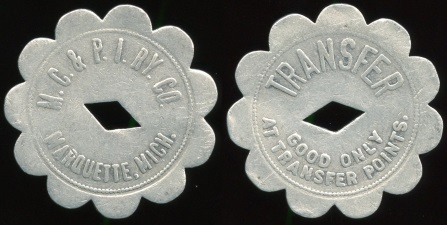 M. C. & P. I. RY. CO.
MARQUETTE, MICH.
TRANSFER
GOOD ONLY
AT TRANSFER POINTS.